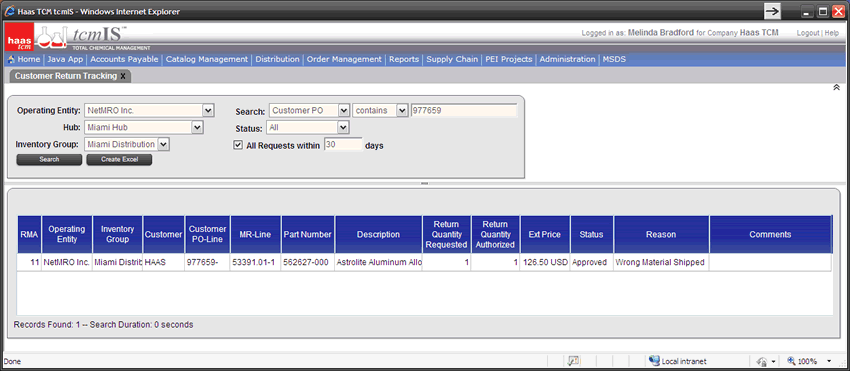 Haas TCM tcmIS - Windows Internet Explorer
haas tcm
tcmIS™
TOTAL CHEMICAL MANAGEMENT
Logged in as: Melinda Bradford for Company Haas TCM Logout | Help
Home Java App Accounts Payable Catalog Management Distribution Order Management Reports Supply Chain PEI Projects Administration MSDS
Customer Return Tracking X
Operating Entity: NetMRO Inc. Search: Customer PO contains 977659
Hub: Miami Hub Status: All
Inventory Group: Miami Distribution All Requests within 30 days
Search Create Excel
RMA Operating Entity Inventory Group Customer Customer PO-Line MR-Line Part Number Description Return Quantity Requested Return Quantity Authorized Ext Price Status Reason Comments
11 NetMRO Inc. Miami Distrib HAAS 977659- 53391.01-1 562627-000 Astrolite Aluminum Allo 1 1 126.50 USD Approved Wrong Material Shipped
Records Found: 1 -- Search Duration: 0 seconds
Done Local intranet 100%